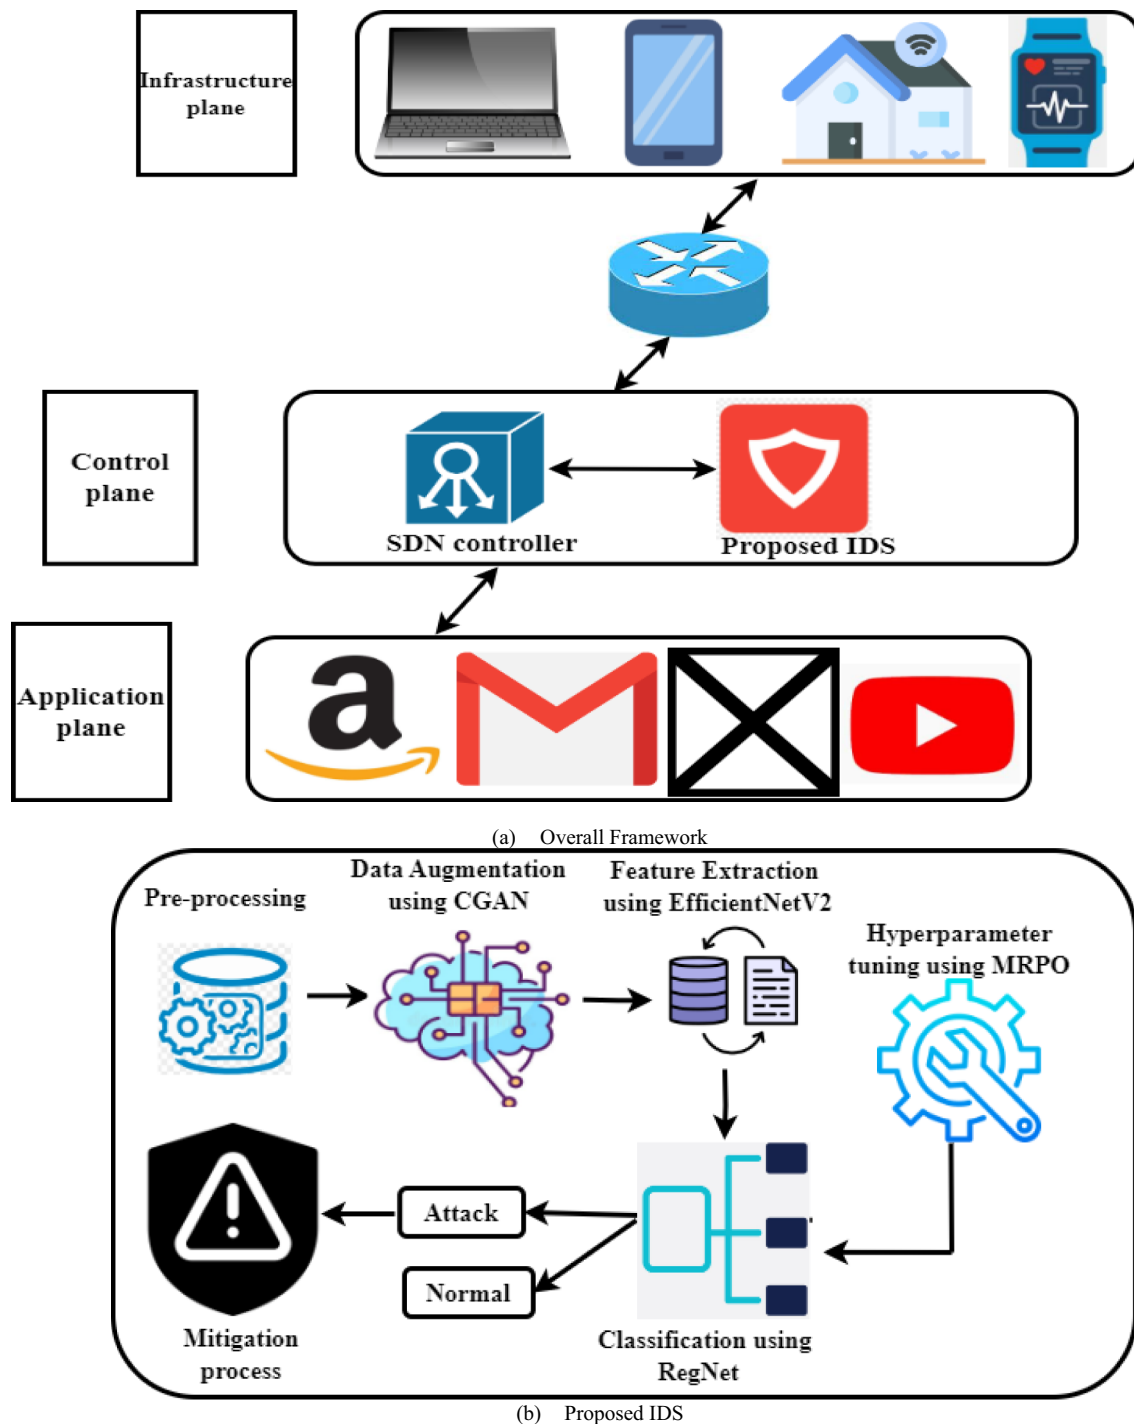 Infrastructure
plane
Control
plane
SDN controller
Proposed IDS
Application
plane
a
(a) Overall Framework
Pre-processing
Data Augmentation
using CGAN
Feature Extraction
using EfficientNetV2
Hyperparameter
tuning using MRPO
Attack
Normal
Mitigation
process
Classification using
RegNet
(b) Proposed IDS